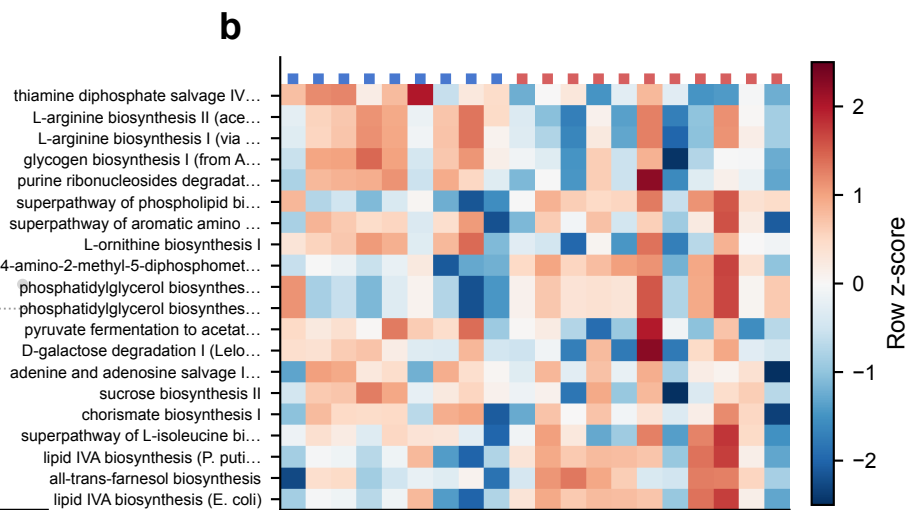 b
thiamine diphosphate salvage IV…
L-arginine biosynthesis II (ace…
L-arginine biosynthesis I (via …
glycogen biosynthesis I (from A…
purine ribonucleosides degradat…
superpathway of phospholipid bi…
superpathway of aromatic amino …
L-ornithine biosynthesis I
4-amino-2-methyl-5-diphosphomet…
phosphatidylglycerol biosynthes…
phosphatidylglycerol biosynthes…
pyruvate fermentation to acetat…
D-galactose degradation I (Lelo…
adenine and adenosine salvage I…
sucrose biosynthesis II
chorismate biosynthesis I
superpathway of L-isoleucine bi…
lipid IVA biosynthesis (P. puti…
all-trans-farnesol biosynthesis
lipid IVA biosynthesis (E. coli)
2
1
0
−1
−2
Row z-score